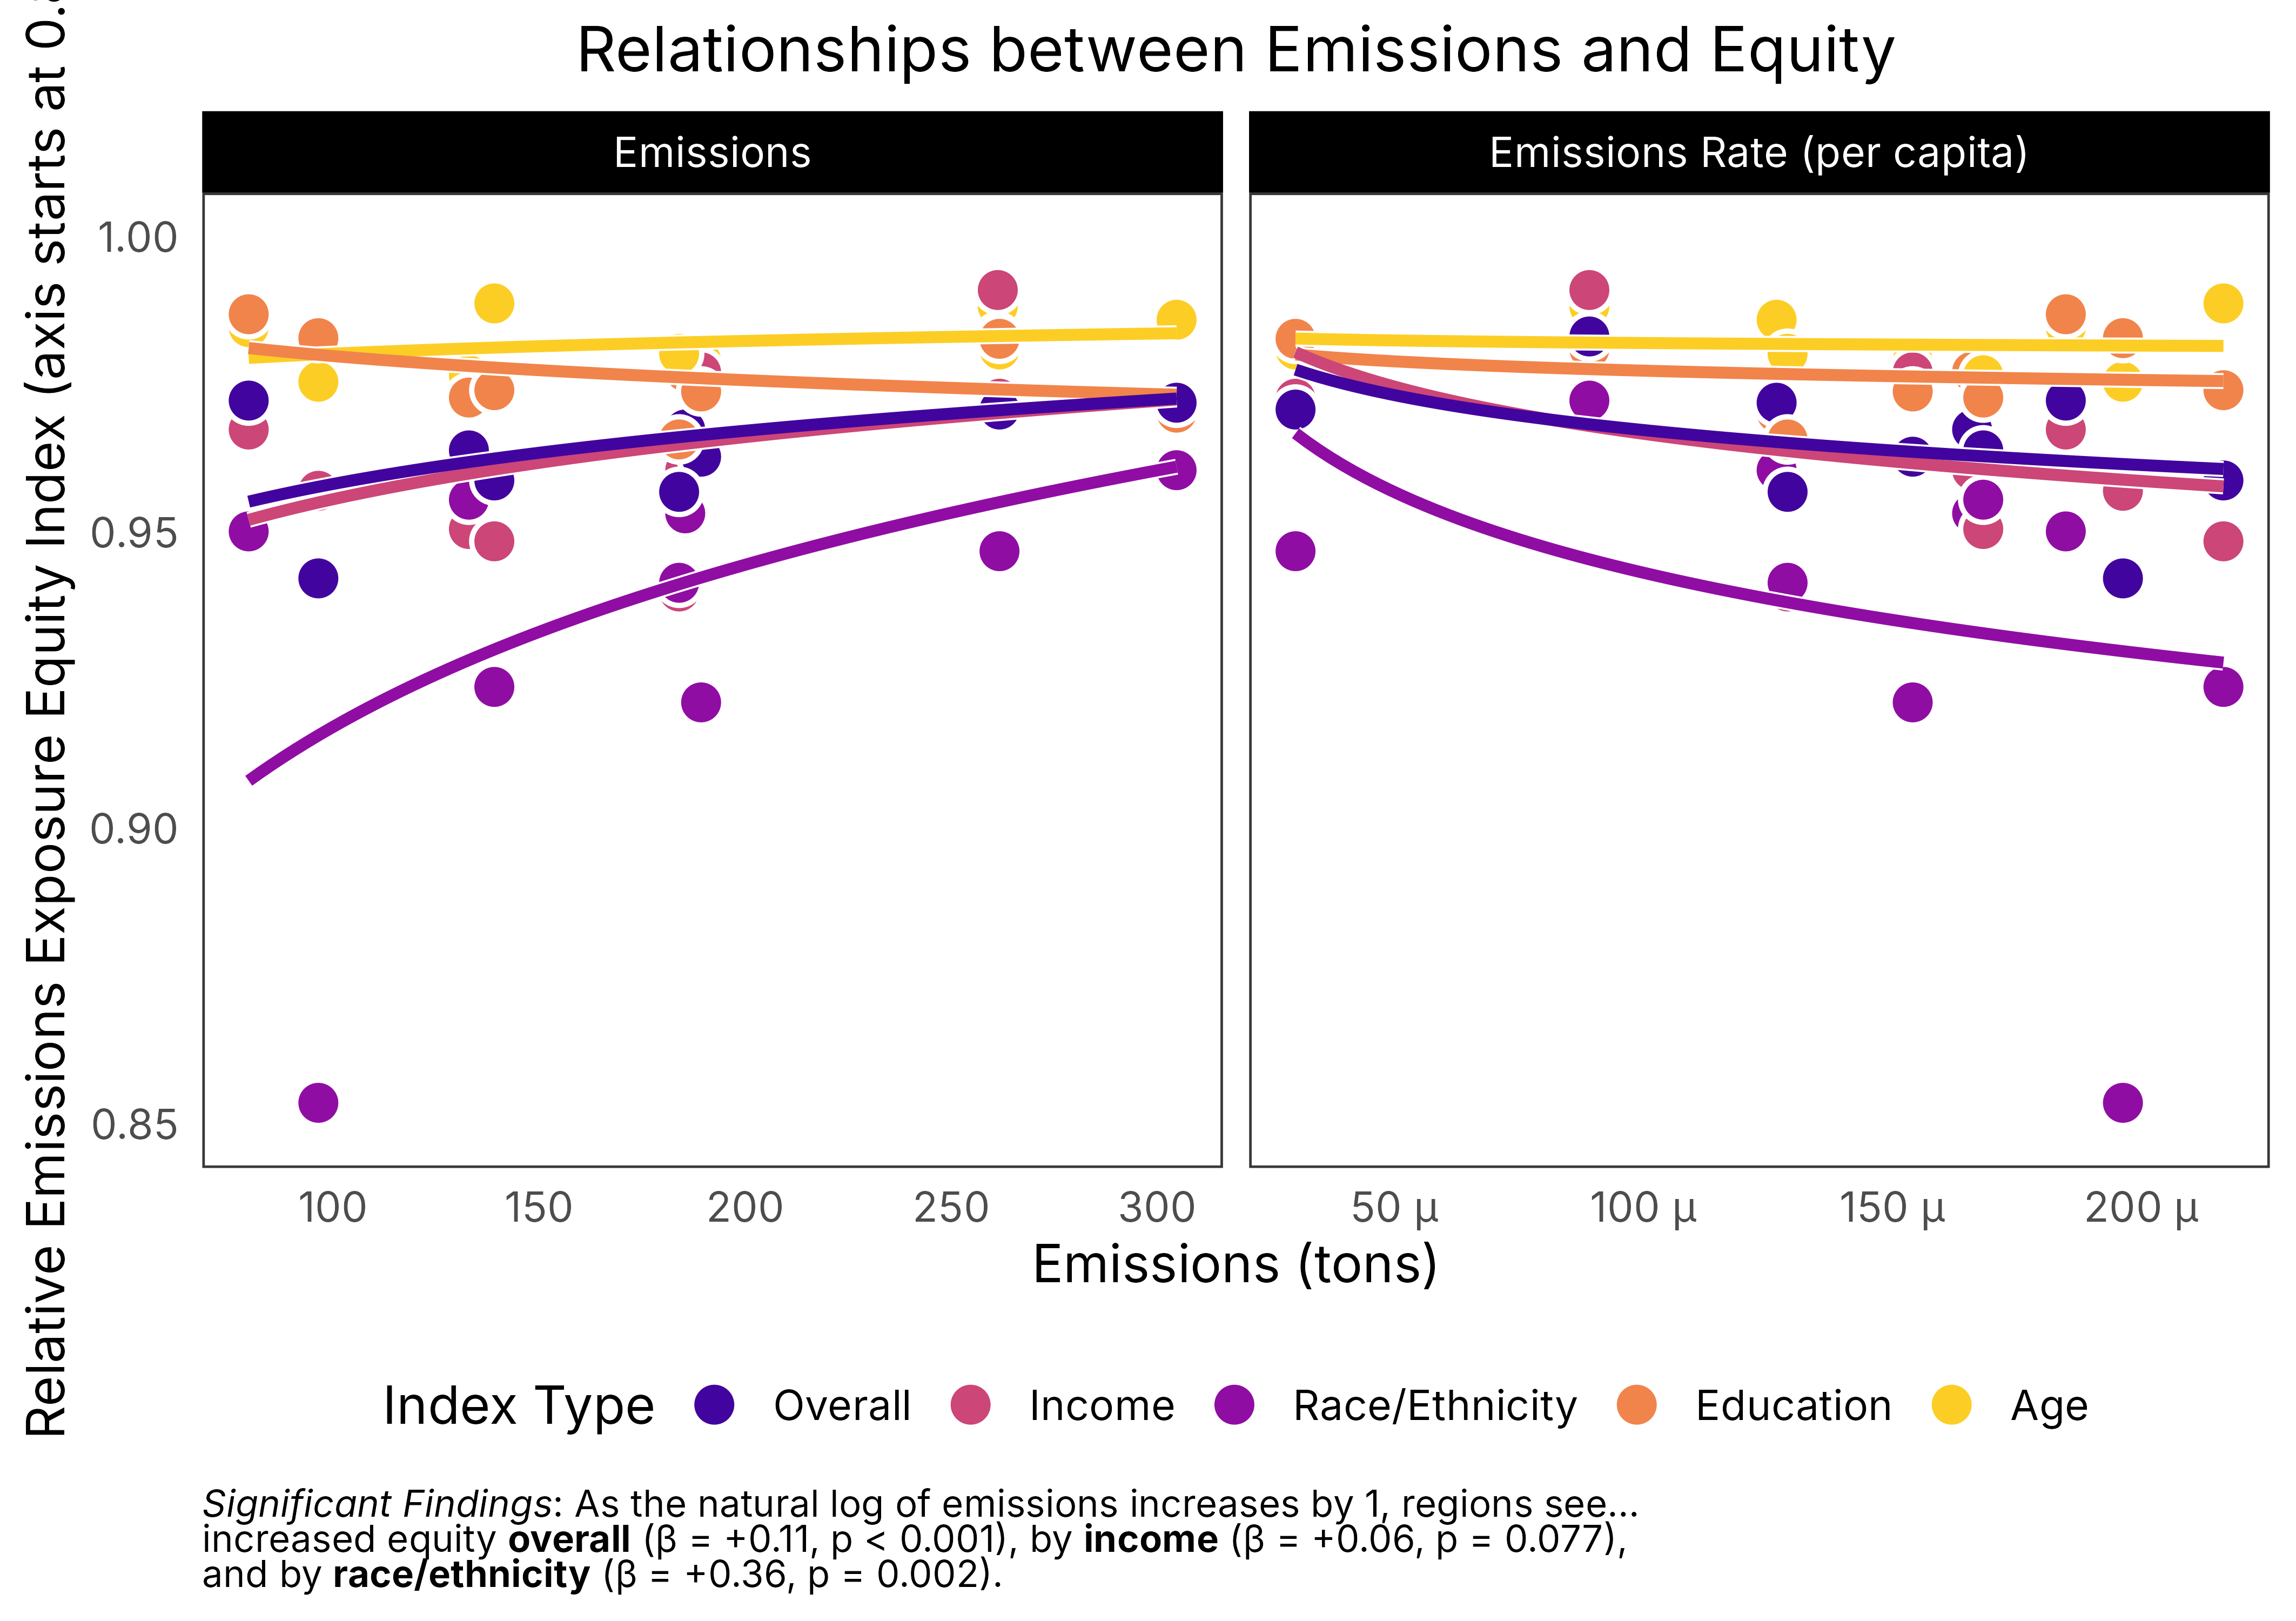 Relationships between Emissions and Equity
Relative Emissions Exposure Equity Index (axis starts at 0.
Emissions
Emissions Rate (per capita)
1.00
0.95
0.90
0.85
100 150 200 250 300
50 μ 100 μ 150 μ 200 μ
Emissions (tons)
Index Type Overall Income Race/Ethnicity Education Age
Significant Findings: As the natural log of emissions increases by 1, regions see...
increased equity overall (β = +0.11, p < 0.001), by income (β = +0.06, p = 0.077),
and by race/ethnicity (β = +0.36, p = 0.002).